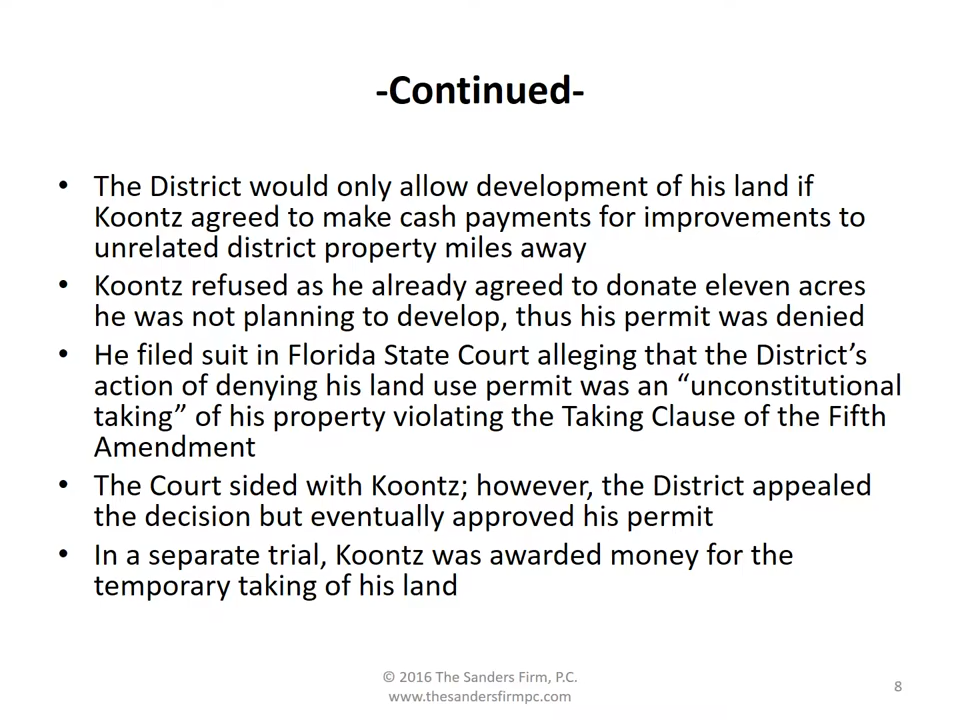 -Continued-
• The District would only allow development of his land if
Koontz agreed to make cash payments for improvements to
unrelated district property miles away
• Koontz refused as he already agreed to donate eleven acres
he was not planning to develop, thus his permit was denied
• He filed suit in Florida State Court alleging that the District’s
action of denying his land use permit was an “unconstitutional
taking” of his property violating the Taking Clause of the Fifth
Amendment
• The Court sided with Koontz; however, the District appealed
the decision but eventually approved his permit
• In a separate trial, Koontz was awarded money for the
temporary taking of his land
© 2016 The Sanders Firm, P.C.
www.thesandersfirmpc.com
8